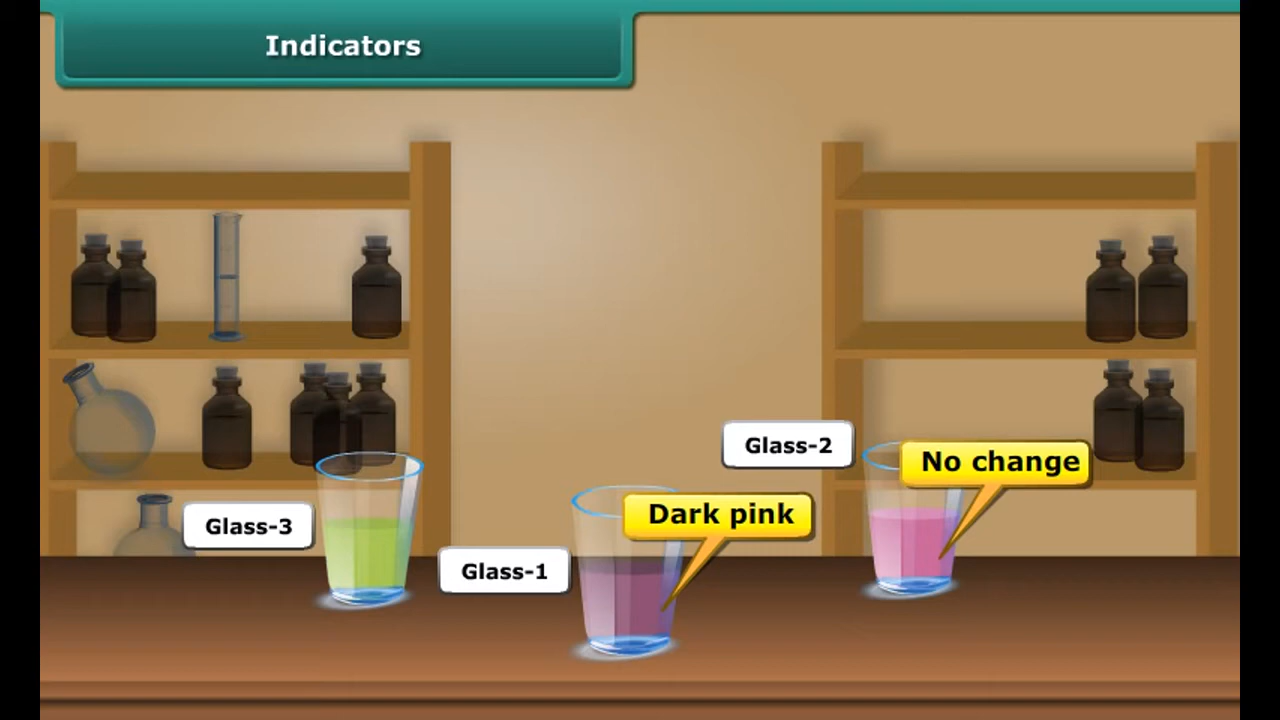 Indicators
Glass-2
No change
Glass-3
Dark pink
Glass-1